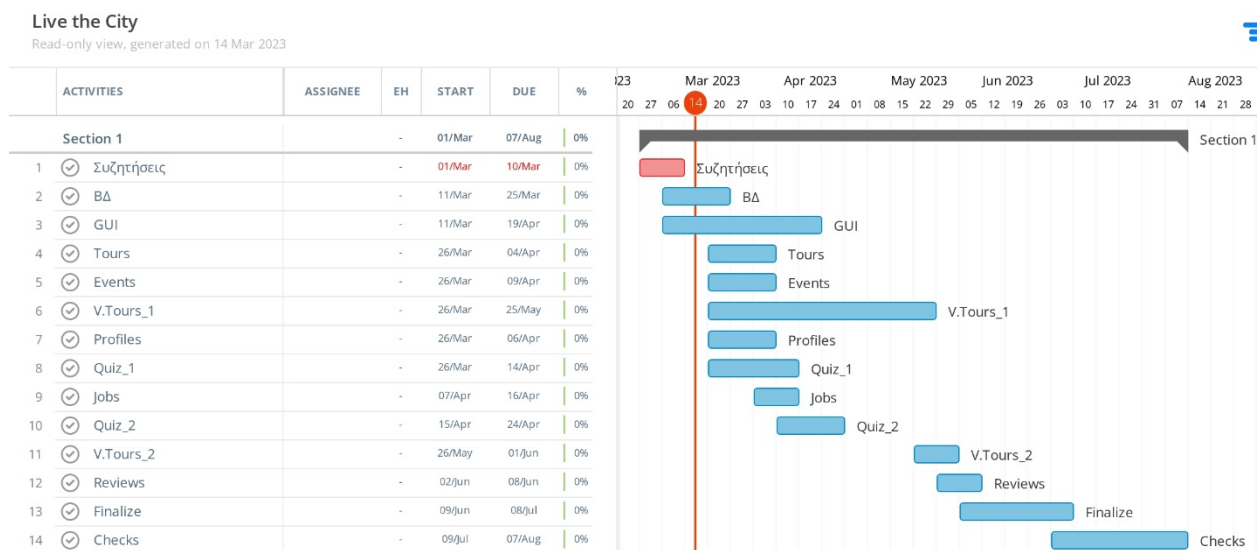 Live the City
Read-only view, generated on 14 Mar 2023
ACTIVITIES ASSIGNEE EH START DUE %
Section 1 - 01/Mar 07/Aug 0%
1 Συζητήσεις - 01/Mar 10/Mar 0%
2 ΒΔ - 11/Mar 25/Mar 0%
3 GUI - 11/Mar 19/Apr 0%
4 Tours - 26/Mar 04/Apr 0%
5 Events - 26/Mar 09/Apr 0%
6 V.Tours_1 - 26/Mar 25/May 0%
7 Profiles - 26/Mar 06/Apr 0%
8 Quiz_1 - 26/Mar 14/Apr 0%
9 Jobs - 07/Apr 16/Apr 0%
10 Quiz_2 - 15/Apr 24/Apr 0%
11 V.Tours_2 - 26/May 01/Jun 0%
12 Reviews - 02/Jun 08/Jun 0%
13 Finalize - 09/Jun 08/Jul 0%
14 Checks - 09/Jul 07/Aug 0%
23 Mar 2023 Apr 2023 May 2023 Jun 2023 Jul 2023 Aug 2023
20 27 06 14 20 27 03 10 17 24 01 08 15 22 29 05 12 19 26 03 10 17 24 31 07 14 21 28
Section 1
Συζητήσεις
ΒΔ
GUI
Tours
Events
V.Tours_1
Profiles
Quiz_1
Jobs
Quiz_2
V.Tours_2
Reviews
Finalize
Checks